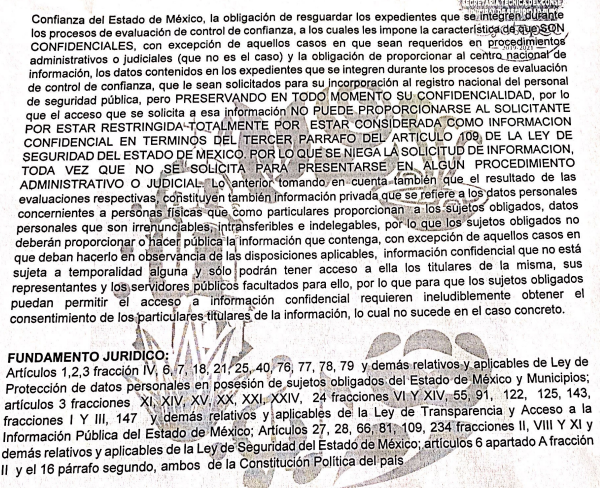 SECRETARÍA TÉCNICA DEL CONSEJO
Confianza del Estado de México, la obligación de resguardar los expedientes que se integren durante
los procesos de evaluación de control de confianza, a los cuales les impone la característica de que SON
CONFIDENCIALES, con excepción de aquellos casos en que sean requeridos en procedimientos
2019-2021
administrativos o judiciales (que no es el caso) y la obligación de proporcionar al centro nacional de
información, los datos contenidos en los expedientes que se integren durante los procesos de evaluación
de control de confianza, que le sean solicitados para su incorporación al registro nacional del personal
de seguridad pública, pero PRESERVANDO EN TODO MOMENTO SU CONFIDENCIALIDAD, por lo
que el acceso que se solicita a esa información NO PUEDE PROPORCIONARSE AL SOLICITANTE
POR ESTAR RESTRINGIDA TOTALMENTE POR ESTAR CONSIDERADA COMO INFORMACION
CONFIDENCIAL EN TERMINOS DEL TERCER PARRAFO DEL ARTICULO 109 DE LA LEY DE
SEGURIDAD DEL ESTADO DE MEXICO. POR LO QUE SE NIEGA LA SOLICITUD DE INFORMACION,
TODA VEZ QUE NO SE SOLICITA PARA PRESENTARSE EN ALGUN PROCEDIMIENTO
ADMINISTRATIVO O JUDICIAL. Lo anterior tomando en cuenta también que el resultado de las
evaluaciones respectivas, constituyen también información privada que se refiere a los datos personales
concernientes a personas físicas que como particulares proporcionan a los sujetos obligados, datos
personales que son irrenunciables, intransferibles e indelegables, por lo que los sujetos obligados no
deberán proporcionar o hacer pública la información que contenga, con excepción de aquellos casos en
que deban hacerlo en observancia de las disposiciones aplicables, información confidencial que no está
sujeta a temporalidad alguna y sólo podrán tener acceso a ella los titulares de la misma, sus
representantes y los servidores públicos facultados para ello, por lo que para que los sujetos obligados
puedan permitir el acceso a información confidencial requieren ineludiblemente obtener el
consentimiento de los particulares titulares de la información, lo cual no sucede en el caso concreto.
FUNDAMENTO JURIDICO:
Artículos 1,2,3 fracción IV, 6, 7, 18, 21, 25, 40, 76, 77, 78, 79 y demás relativos y aplicables de Ley de
Protección de datos personales en posesión de sujetos obligados del Estado de México y Municipios;
artículos 3 fracciones XI, XIV, XV, XX, XXI, XXIV, 24 fracciones VI Y XIV, 55, 91, 122, 125, 143,
fracciones I Y III, 147 y demás relativos y aplicables de la Ley de Transparencia y Acceso a la
Información Pública del Estado de México; Artículos 27, 28, 66, 81, 109, 234 fracciones II, VIII Y XI y
demás relativos y aplicables de la Ley de Seguridad del Estado de México; artículos 6 apartado A fracción
II y el 16 párrafo segundo, ambos de la Constitución Política del país